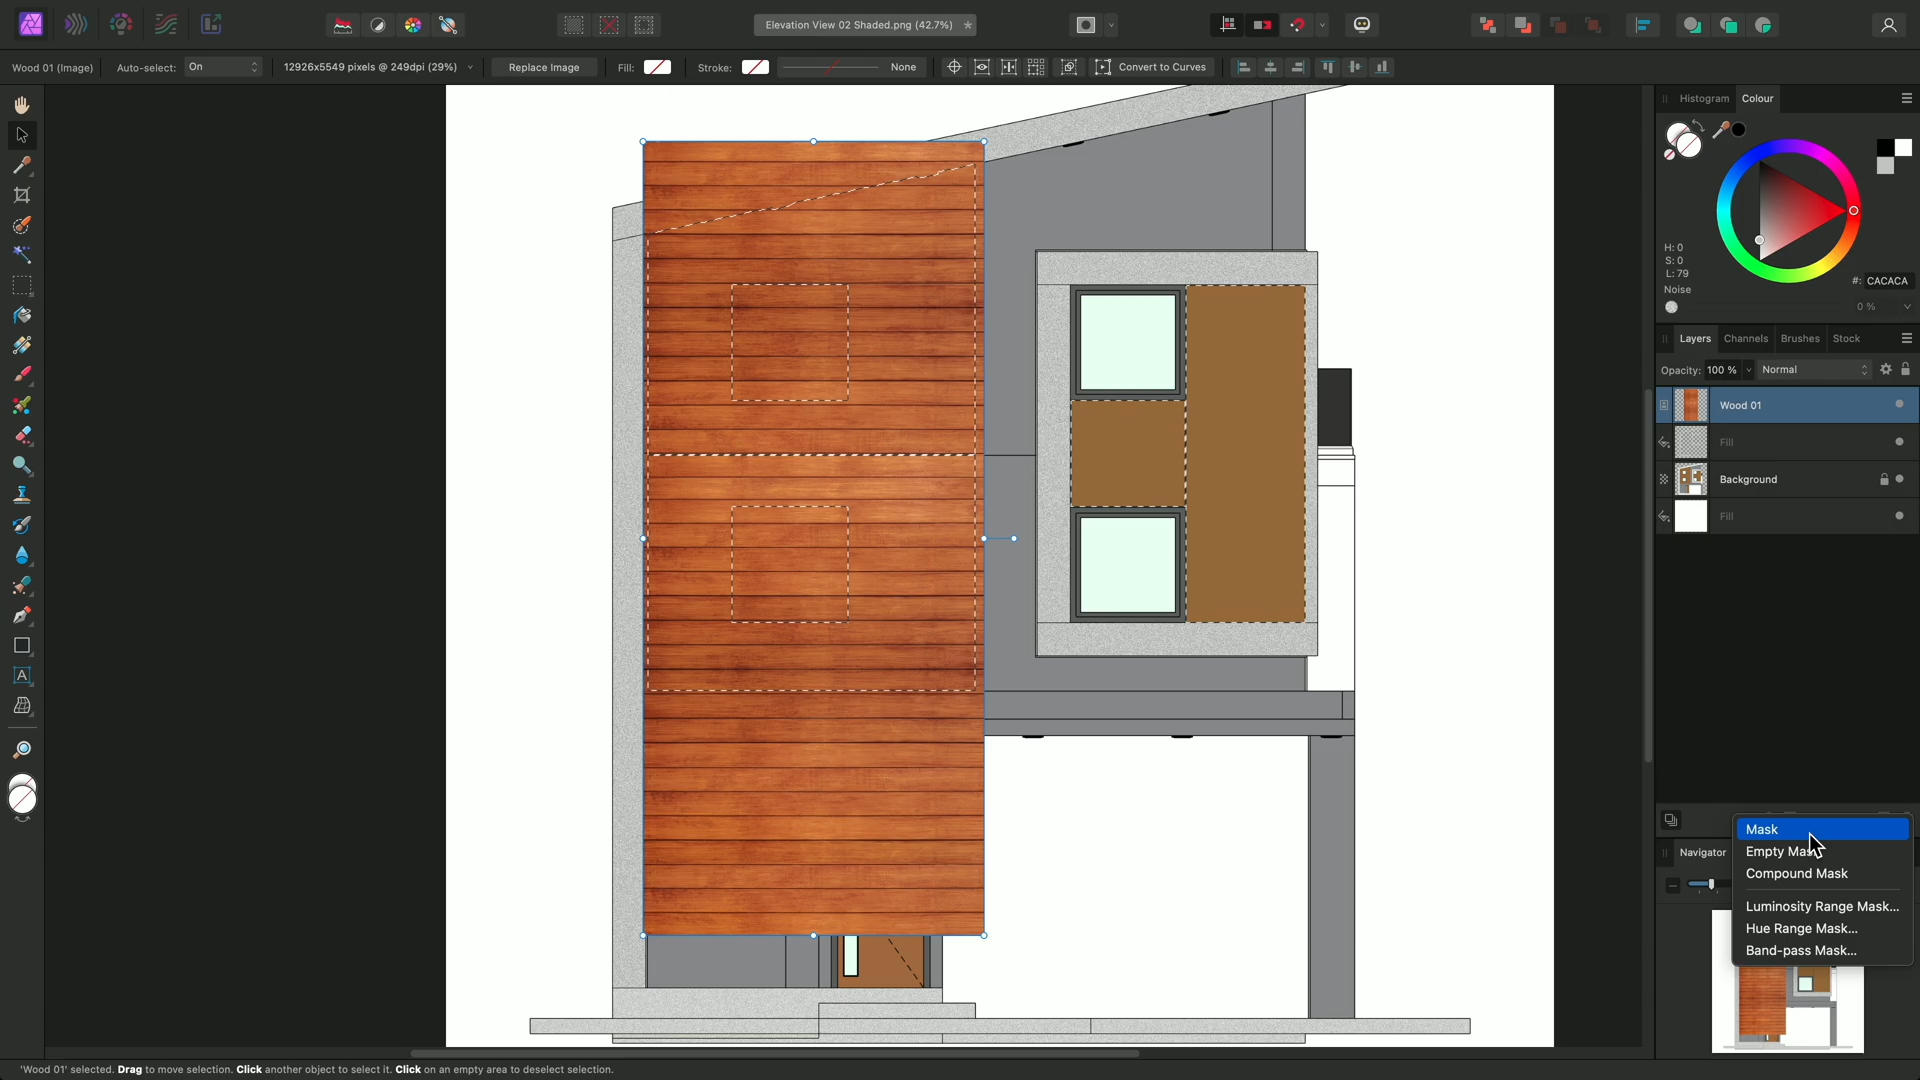 Elevation View 02 Shaded.png (42.7%)
Wood 01 (Image)
Auto-select:
On
12926x5549 pixels @ 249dpi (29%)
Replace Image
Fill:
Stroke:
None
Convert to Curves
Histogram
Colour
H: 0
S: 0
L: 79
#: CACACA
Noise
0 %
Layers
Channels
Brushes
Stock
Opacity:
100 %
Normal
Wood 01
Fill
Background
Fill
Mask
Empty Mask
Compound Mask
Luminosity Range Mask...
Hue Range Mask...
Band-pass Mask...
Navigator
'Wood 01' selected. Drag to move selection. Click another object to select it. Click on an empty area to deselect selection.